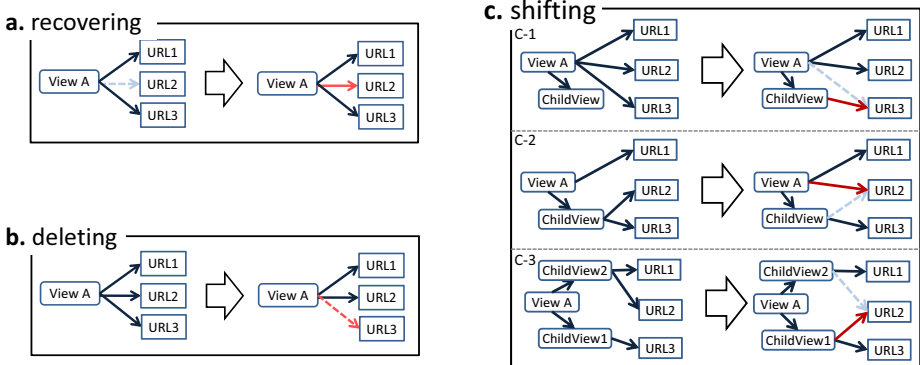 a. recovering
View A
URL1
URL2
URL3
View A
URL1
URL2
URL3
b. deleting
View A
URL1
URL2
URL3
View A
URL1
URL2
URL3
c. shifting
C-1
View A
ChildView
URL1
URL2
URL3
View A
ChildView
URL1
URL2
URL3
C-2
View A
ChildView
URL1
URL2
URL3
View A
ChildView
URL1
URL2
URL3
C-3
ChildView2
View A
ChildView1
URL1
URL2
URL3
ChildView2
View A
ChildView1
URL1
URL2
URL3